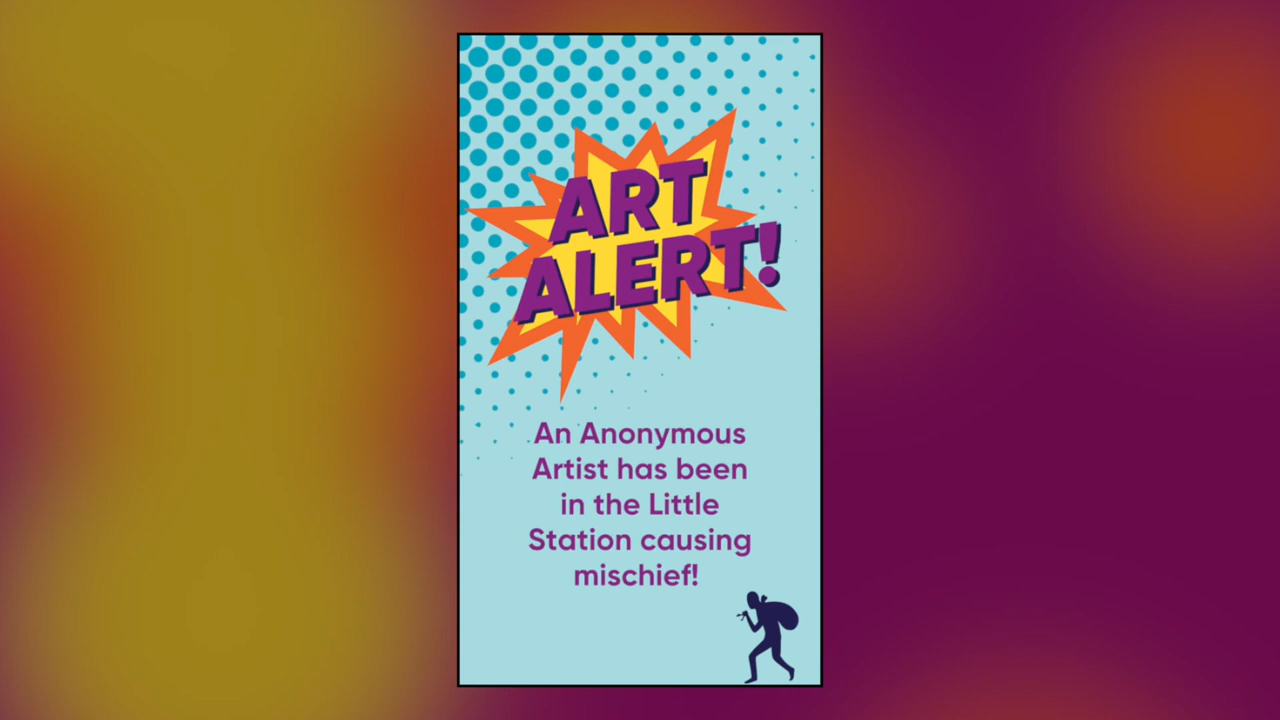 ART
ALERT!
An Anonymous
Artist has been
in the Little
Station causing
mischief!